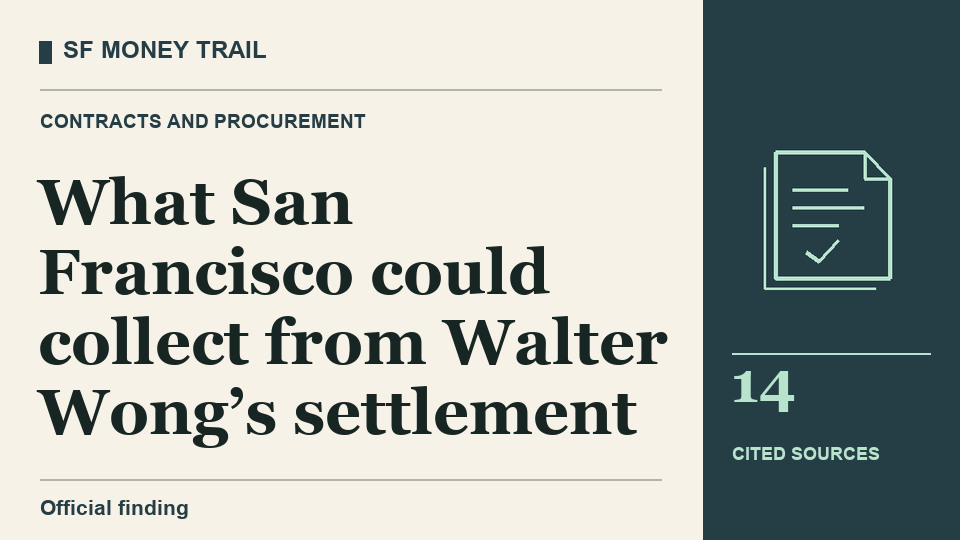 SF MONEY TRAIL
CONTRACTS AND PROCUREMENT
What San
Francisco could
collect from Walter
Wong’s settlement
Official finding
14
CITED SOURCES